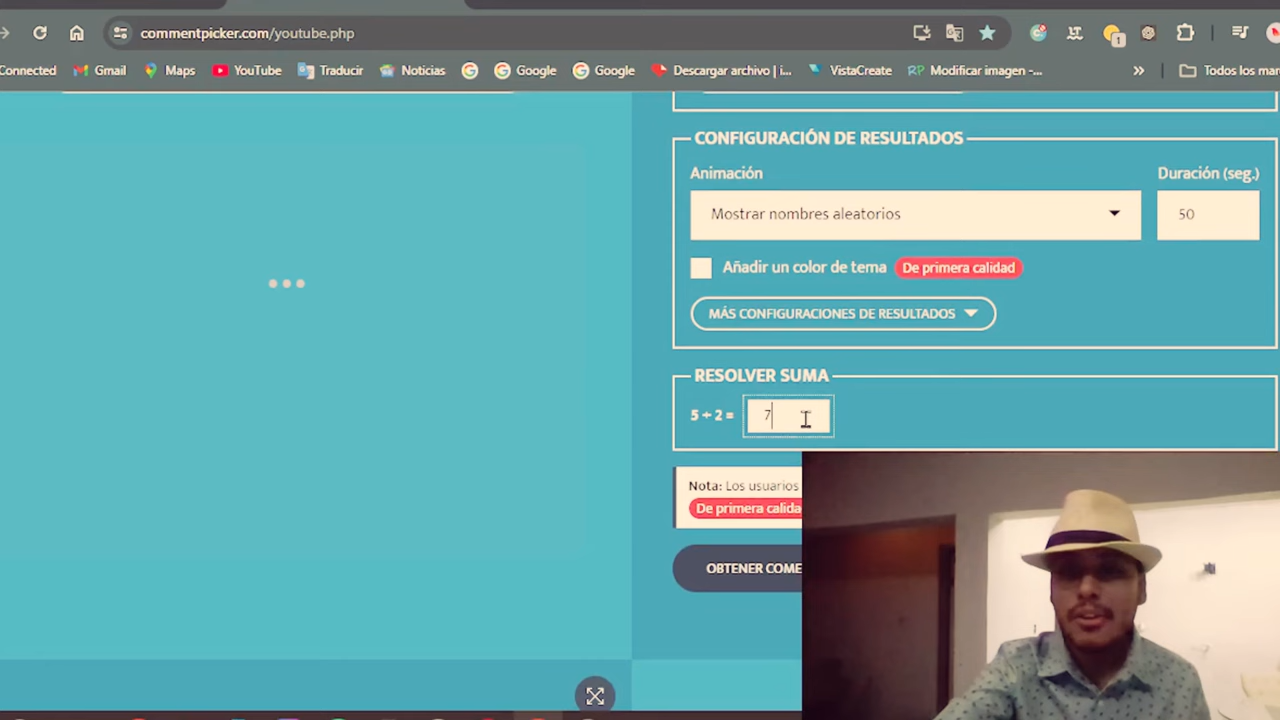 commentpicker.com/youtube.php
Connected
Gmail
Maps
YouTube
Traducir
Noticias
Google
Google
Descargar archivo | i...
VistaCreate
RP
Modificar imagen -...
»
Todos los mar
1
CONFIGURACIÓN DE RESULTADOS
Animación
Duración (seg.)
Mostrar nombres aleatorios
50
Añadir un color de tema
De primera calidad
MÁS CONFIGURACIONES DE RESULTADOS
RESOLVER SUMA
5 + 2 =
7
Nota: Los usuarios
De primera calida
OBTENER COME